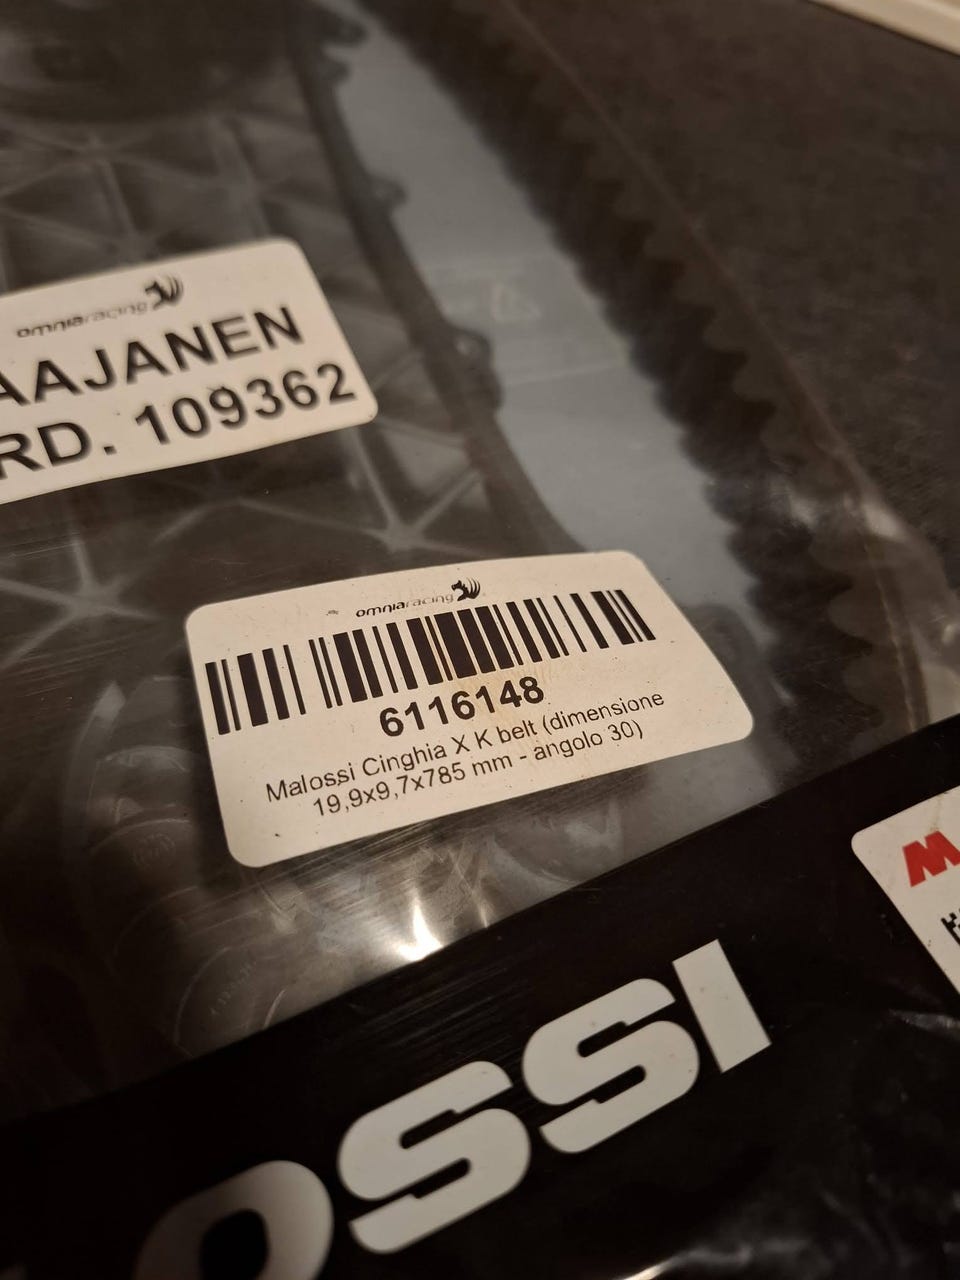 omniaracing
AAJANEN
RD. 109362
omniaracing
6116148
Malossi Cinghia X K belt (dimensione
19,9x9,7x785 mm - angolo 30)
M
OSSI